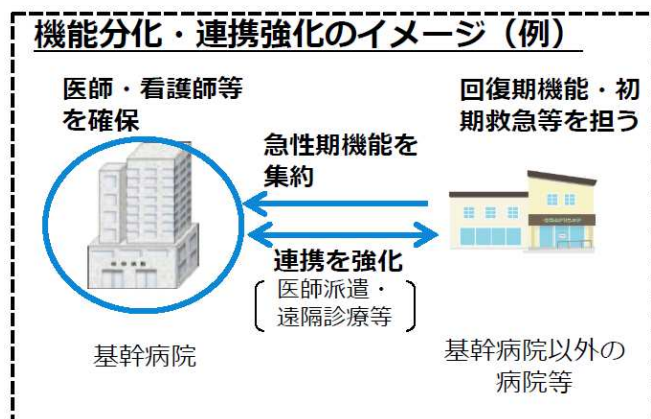 機能分化・連携強化のイメージ（例）
医師・看護師等
を確保
回復期機能・初
期救急等を担う
急性期機能を
集約
連携を強化
医師派遣・
遠隔診療等
基幹病院
基幹病院以外の
病院等